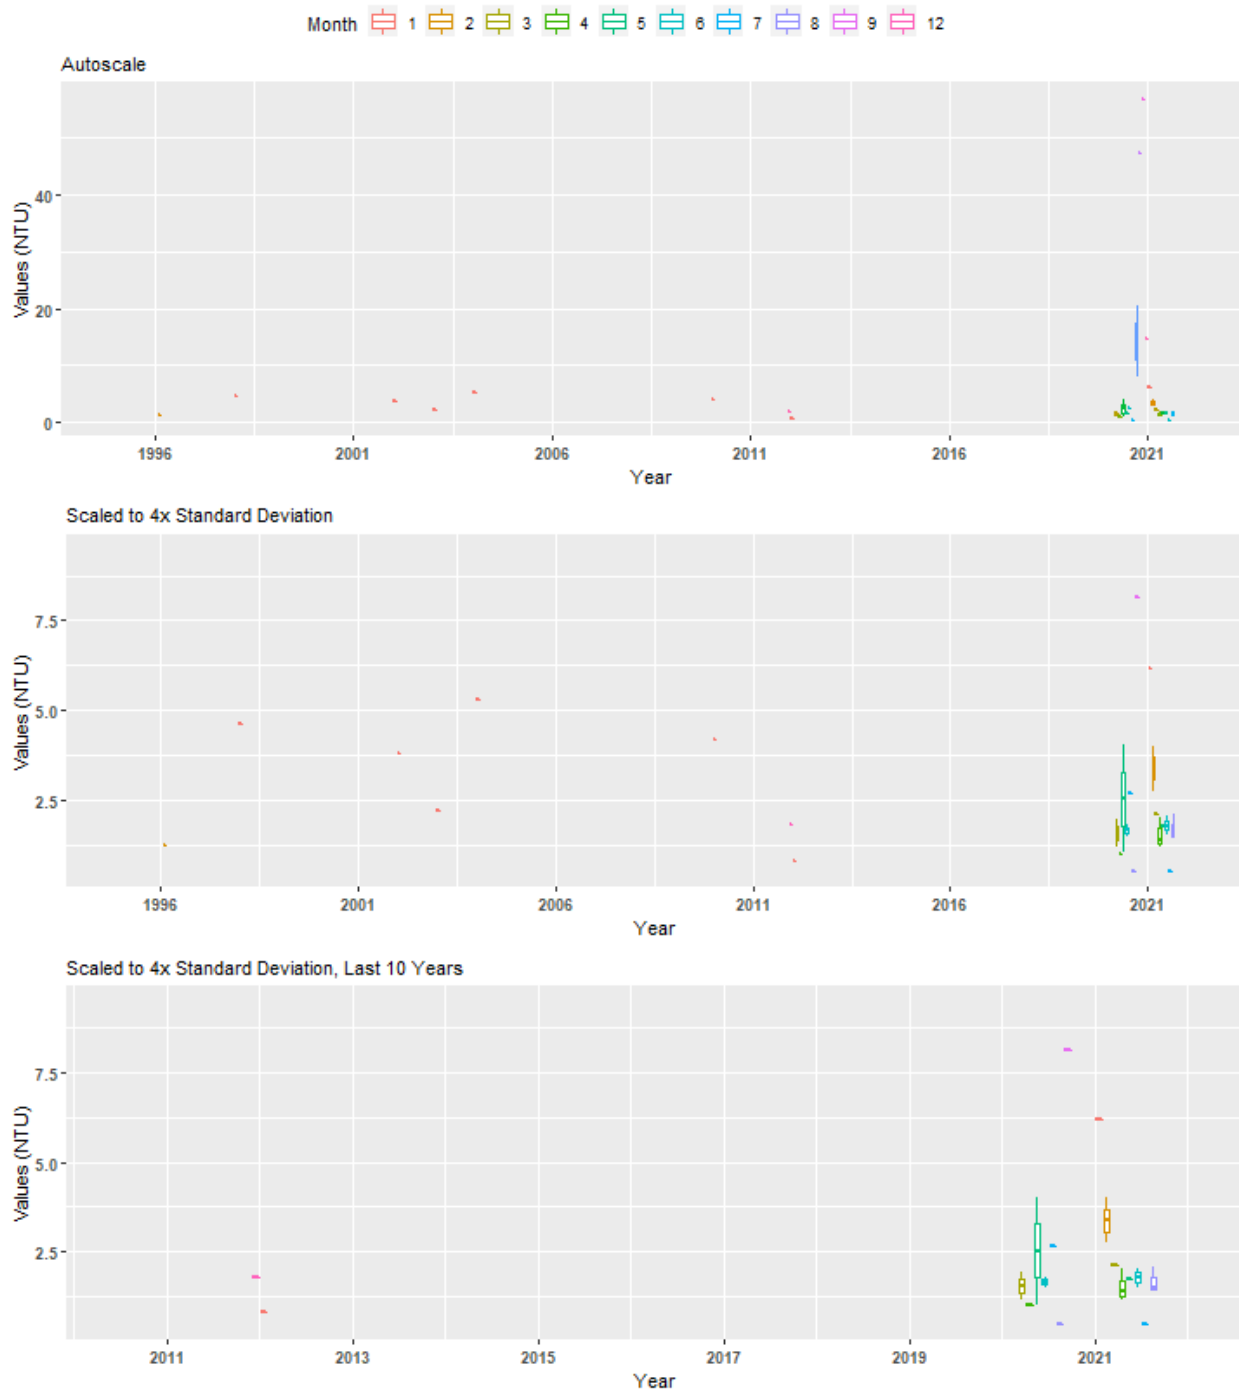 Month 1 2 3 4 5 6 7 8 9 12
Autoscale
Values (NTU)
40
20
0
1996 2001 2006 2011 2016 2021
Year
Scaled to 4x Standard Deviation
Values (NTU)
7.5
5.0
2.5
1996 2001 2006 2011 2016 2021
Year
Scaled to 4x Standard Deviation, Last 10 Years
Values (NTU)
7.5
5.0
2.5
2011 2013 2015 2017 2019 2021
Year